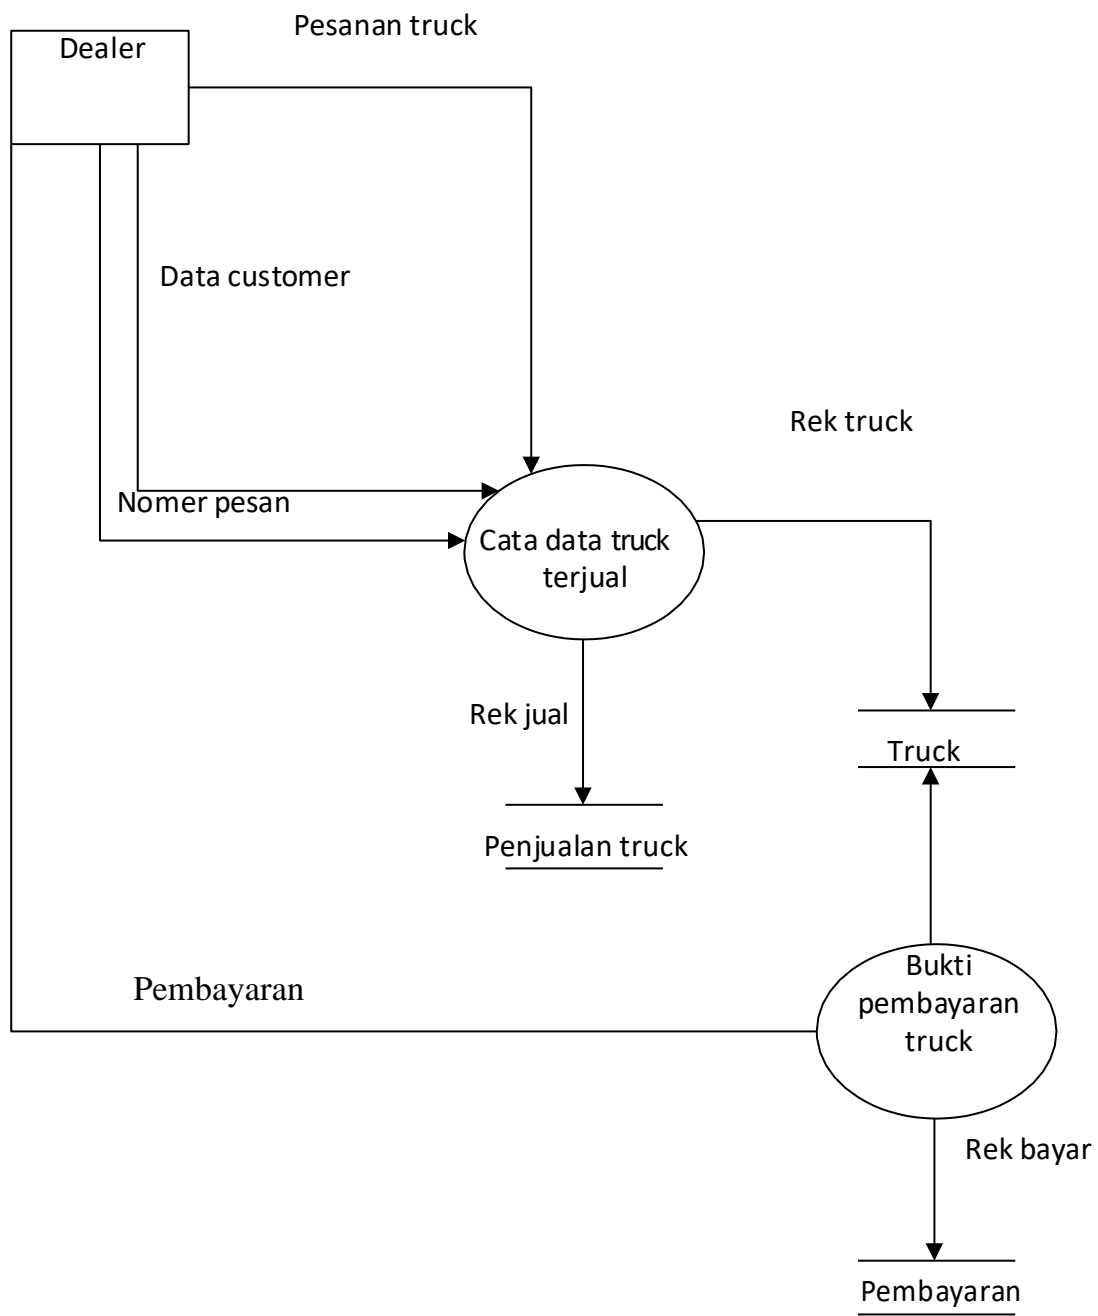 Pesanan truck
Dealer
Data customer
Rek truck
Nomer pesan
Cata data truck
terjual
Rek jual
Truck
Penjualan truck
Bukti
pembayaran
truck
Pembayaran
Rek bayar
Pembayaran